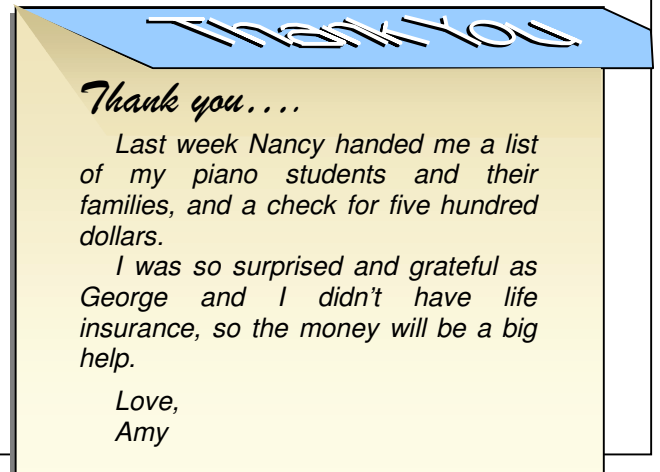 Thank You
Thank you....
Last week Nancy handed me a list
of my piano students and their
families, and a check for five hundred
dollars.
I was so surprised and grateful as
George and I didn't have life
insurance, so the money will be a big
help.
Love,
Amy